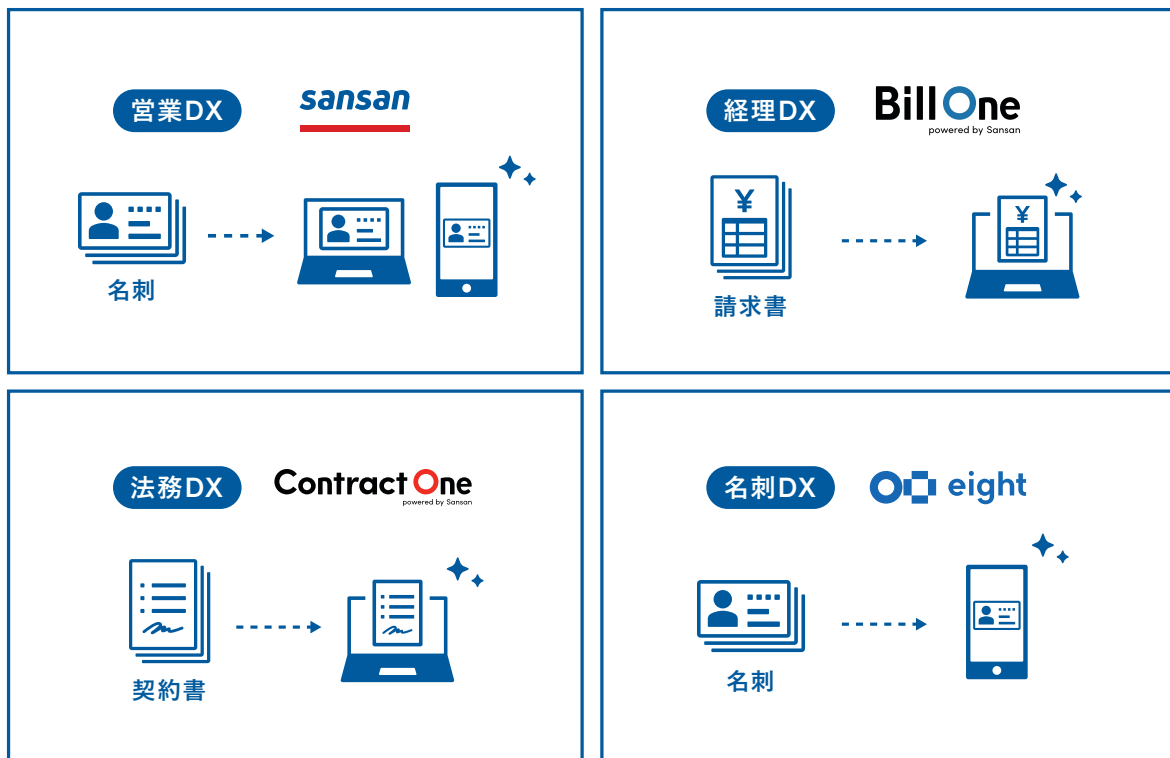 営業DX
sansan
名刺
経理DX
Bill One
powered by Sansan
¥
¥
請求書
法務DX
Contract One
powered by Sansan
契約書
名刺DX
eight
名刺